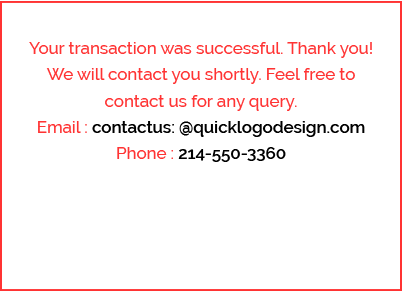 Your transaction was successful. Thank you!
We will contact you shortly. Feel free to
contact us for any query.
Email : contactus: @quicklogodesign.com
Phone : 214-550-3360